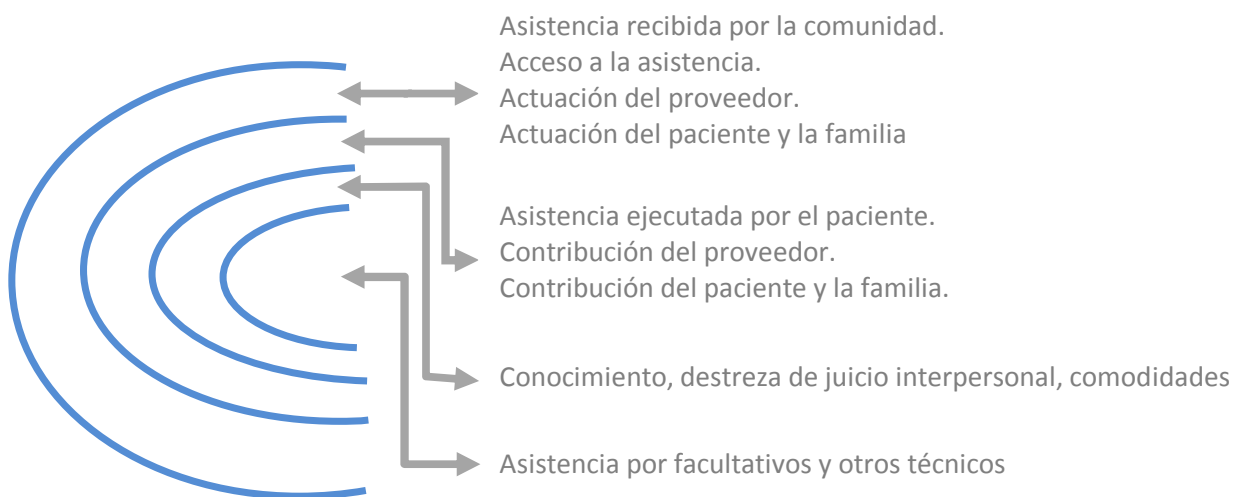 Asistencia recibida por la comunidad.
Acceso a la asistencia.
Actuación del proveedor.
Actuación del paciente y la familia
Asistencia ejecutada por el paciente.
Contribución del proveedor.
Contribución del paciente y la familia.
Conocimiento, destreza de juicio interpersonal, comodidades
Asistencia por facultativos y otros técnicos